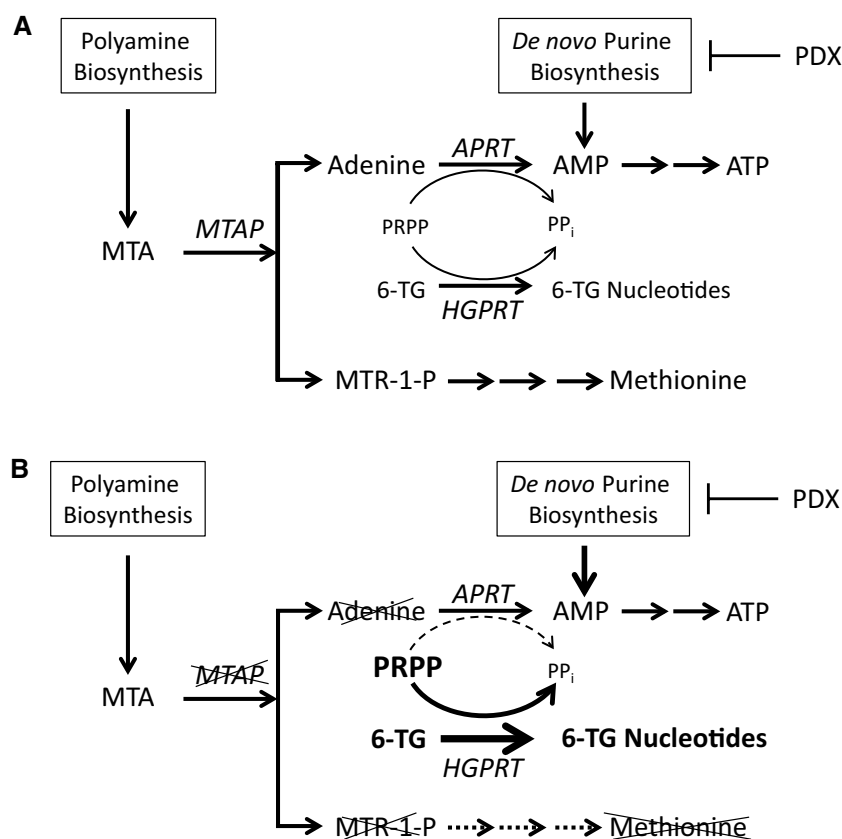 A
Polyamine
Biosynthesis
De novo Purine
Biosynthesis
PDX
Adenine
APRT
AMP
ATP
MTA
MTAP
PRPP
PPi
6-TG
6-TG Nucleotides
HGPRT
MTR-1-P
Methionine
B
Polyamine
Biosynthesis
De novo Purine
Biosynthesis
PDX
Adenine
APRT
AMP
ATP
MTA
MTAP
PRPP
PPi
6-TG
6-TG Nucleotides
HGPRT
MTR-1-P
Methionine